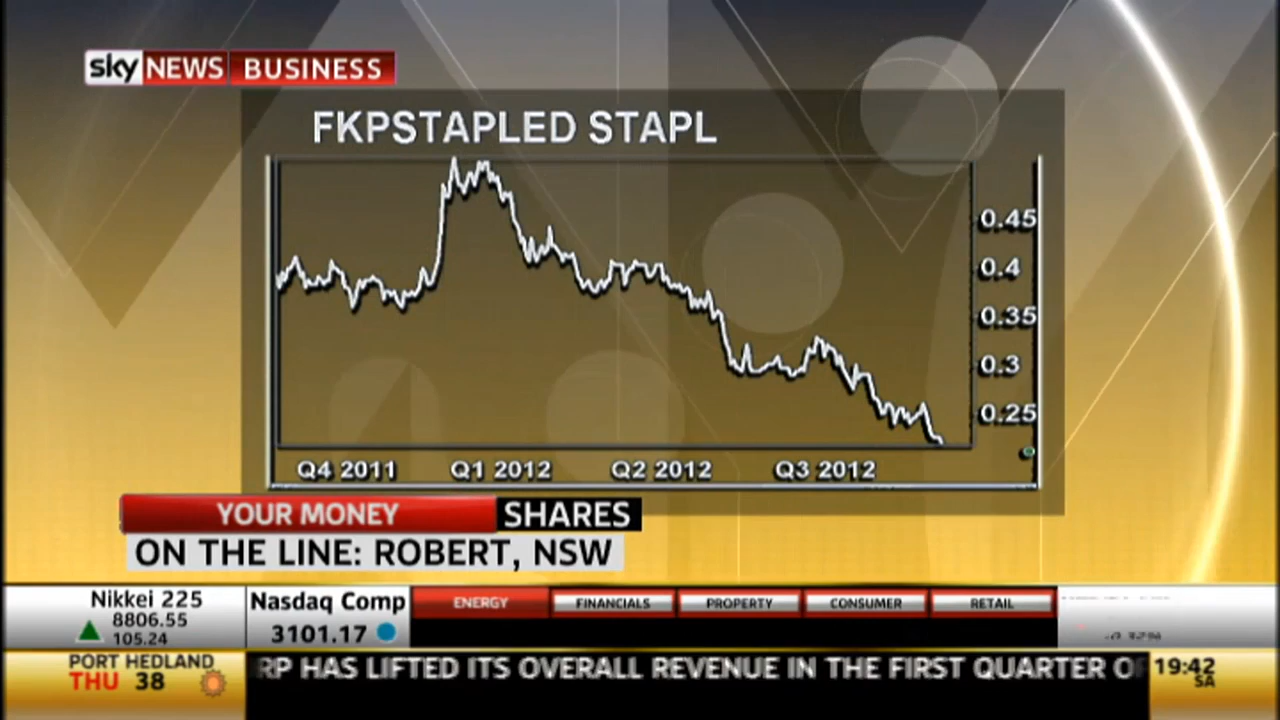 sky NEWS BUSINESS
FKPSTAPLED STAPL
0.45
0.4
0.35
0.3
0.25
Q4 2011 Q1 2012 Q2 2012 Q3 2012
YOUR MONEY SHARES
ON THE LINE: ROBERT, NSW
Nikkei 225
8806.55
105.24
Nasdaq Comp
3101.17
ENERGY FINANCIALS PROPERTY CONSUMER RETAIL
PORT HEDLAND
THU 38
RP HAS LIFTED ITS OVERALL REVENUE IN THE FIRST QUARTER O
19:42
SA